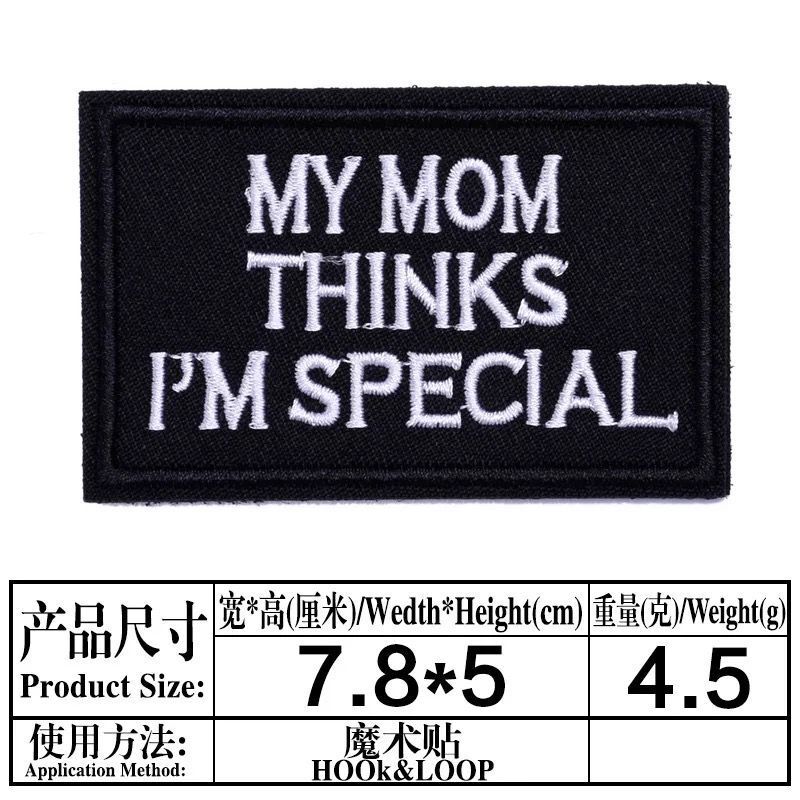 MY MOM
THINKS
I'M SPECIAL
产品尺寸
Product Size:
宽*高(厘米)/Wedth*Height(cm)
重量(克)/Weight(g)
7.8*5
4.5
使用方法:
Application Method:
魔术贴
HOOk&LOOP